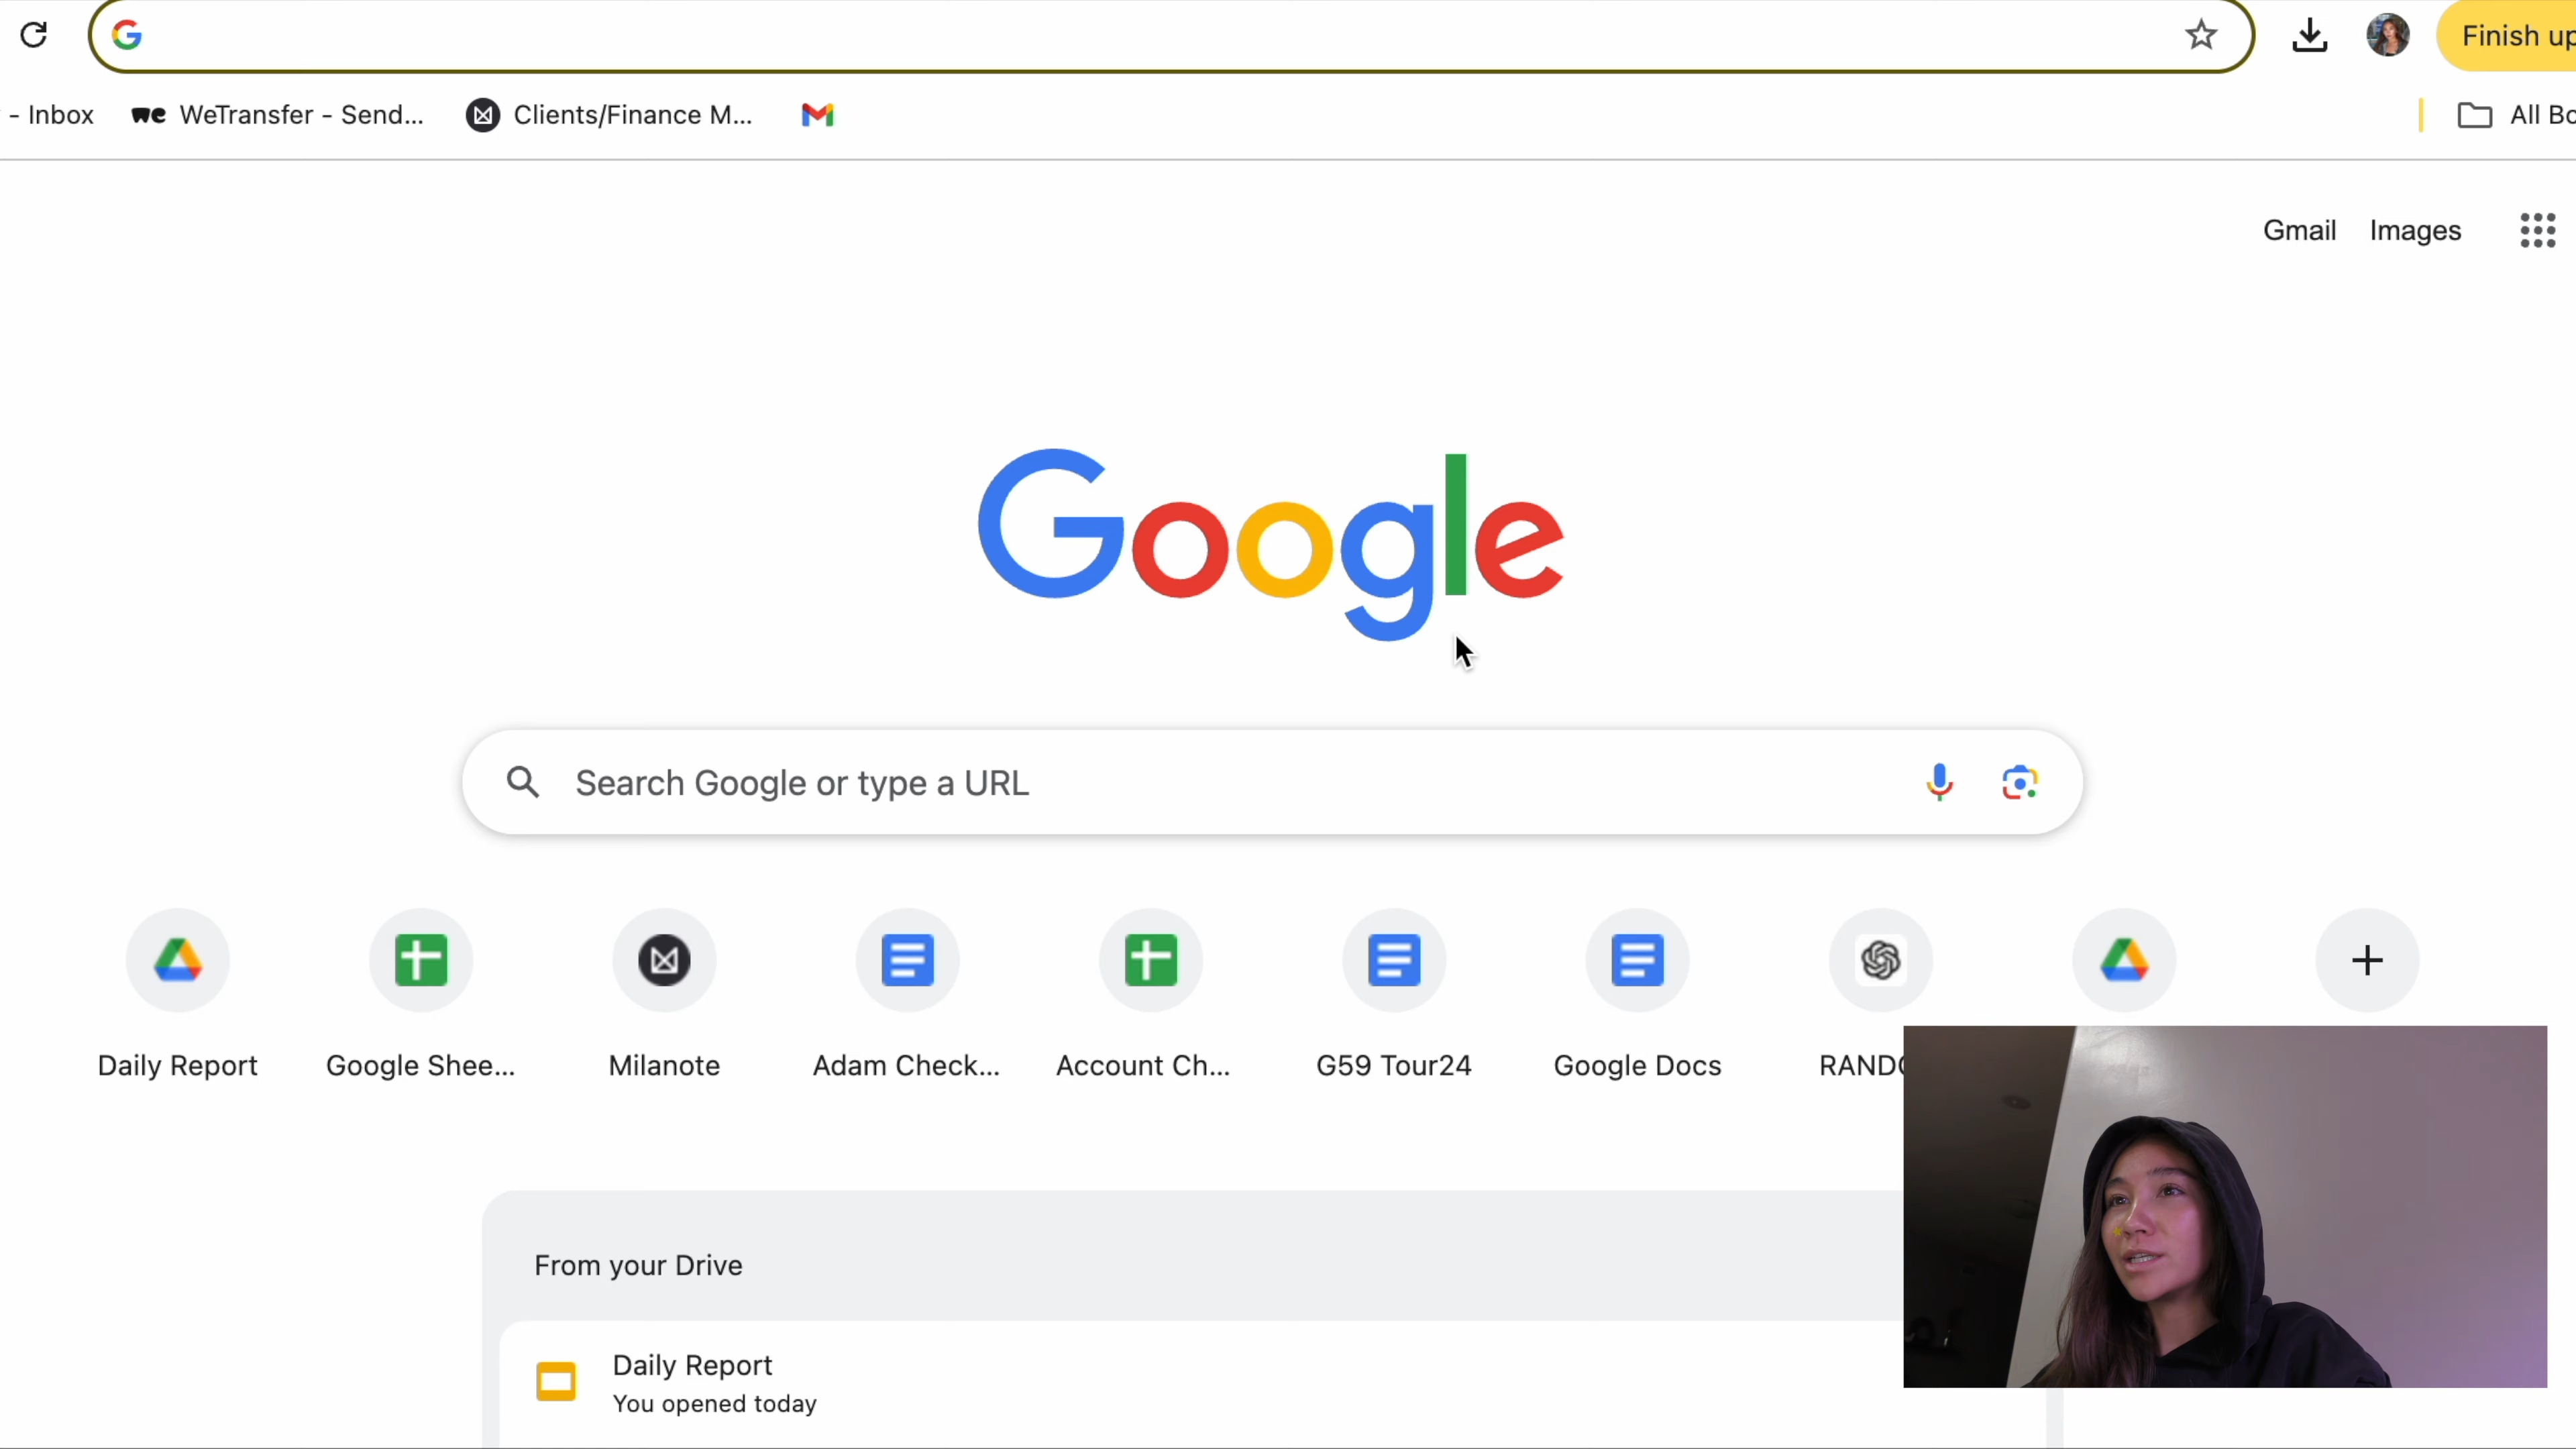 Finish up
- Inbox
WeTransfer - Send...
Clients/Finance M...
All Bo
Gmail
Images
Google
Search Google or type a URL
Daily Report
Google Shee...
Milanote
Adam Check...
Account Ch...
G59 Tour24
Google Docs
RANDO
From your Drive
Daily Report
You opened today